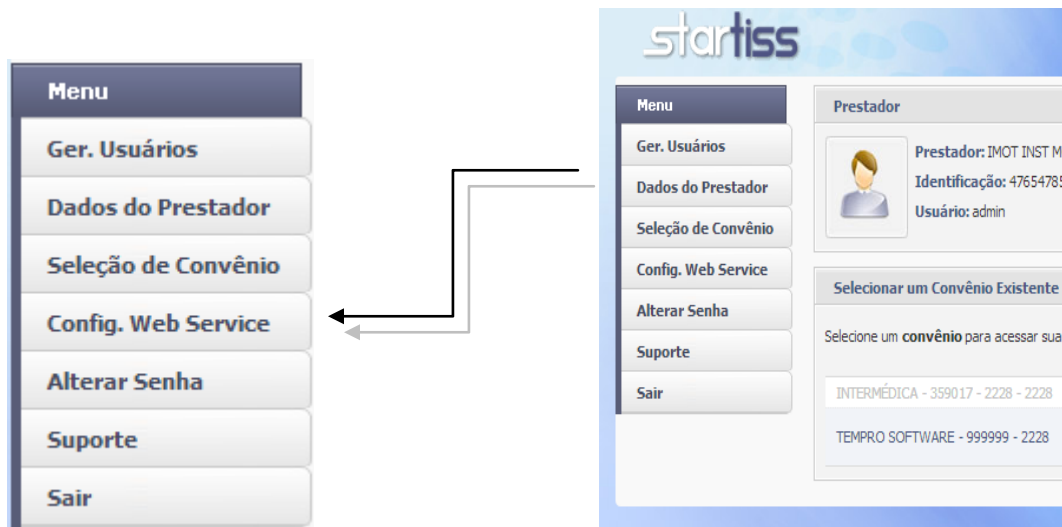 Menu
Ger. Usuários
Dados do Prestador
Seleção de Convênio
Config. Web Service
Alterar Senha
Suporte
Sair
startiss
Menu
Ger. Usuários
Dados do Prestador
Seleção de Convênio
Config. Web Service
Alterar Senha
Suporte
Sair
Prestador
Prestador: IMOT INST M
Identificação: 47654785
Usuário: admin
Selecionar um Convênio Existente
Selecione um convênio para acessar sua
INTERMÉDICA - 359017 - 2228 - 2228
TEMPRO SOFTWARE - 999999 - 2228